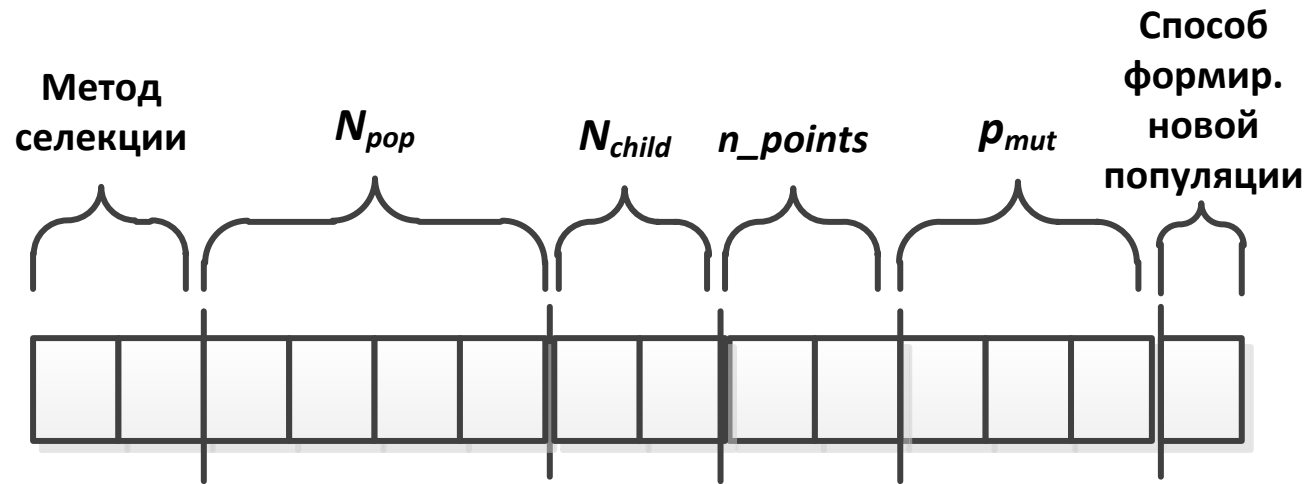 Метод
селекции
N_pop
N_child
n_points
p_mut
Способ
формир.
новой
популяции